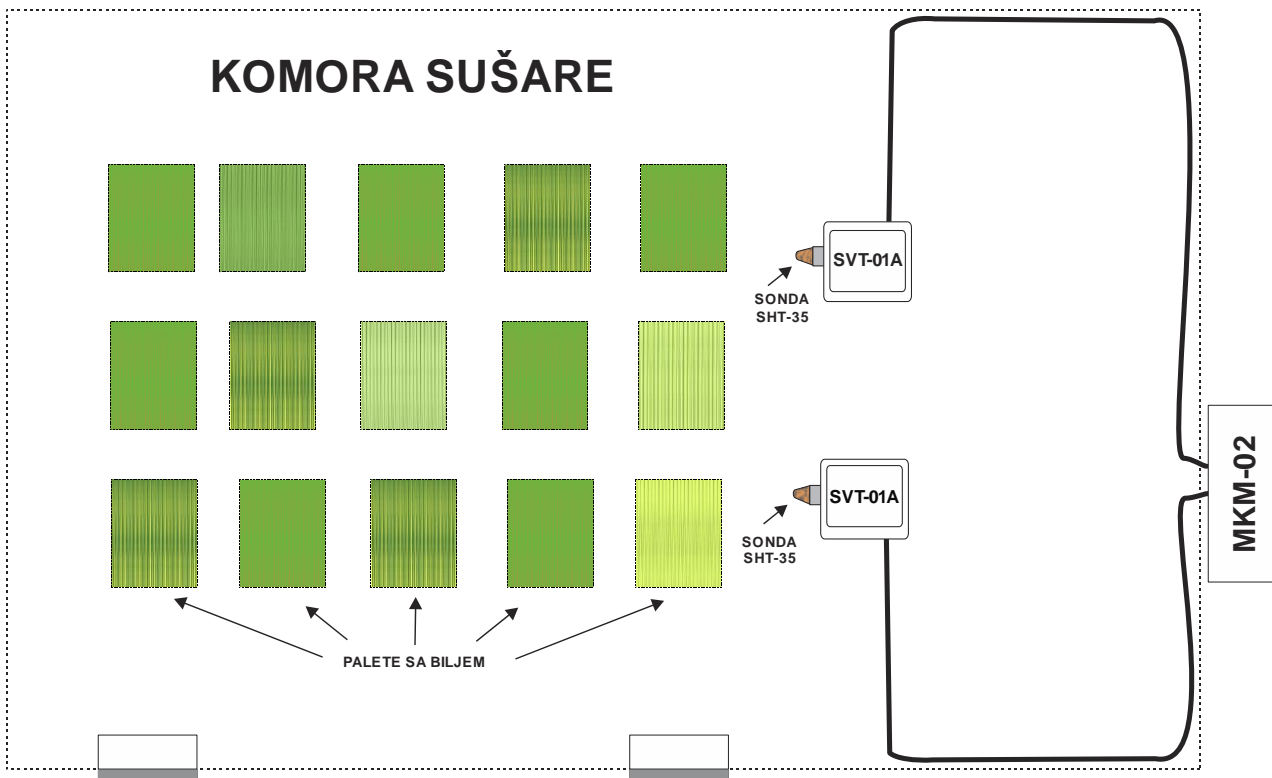 KOMORA SUŠARE
SVT-01A
SONDA
SHT-35
MKM-02
SVT-01A
SONDA
SHT-35
PALETE SA BILJEM